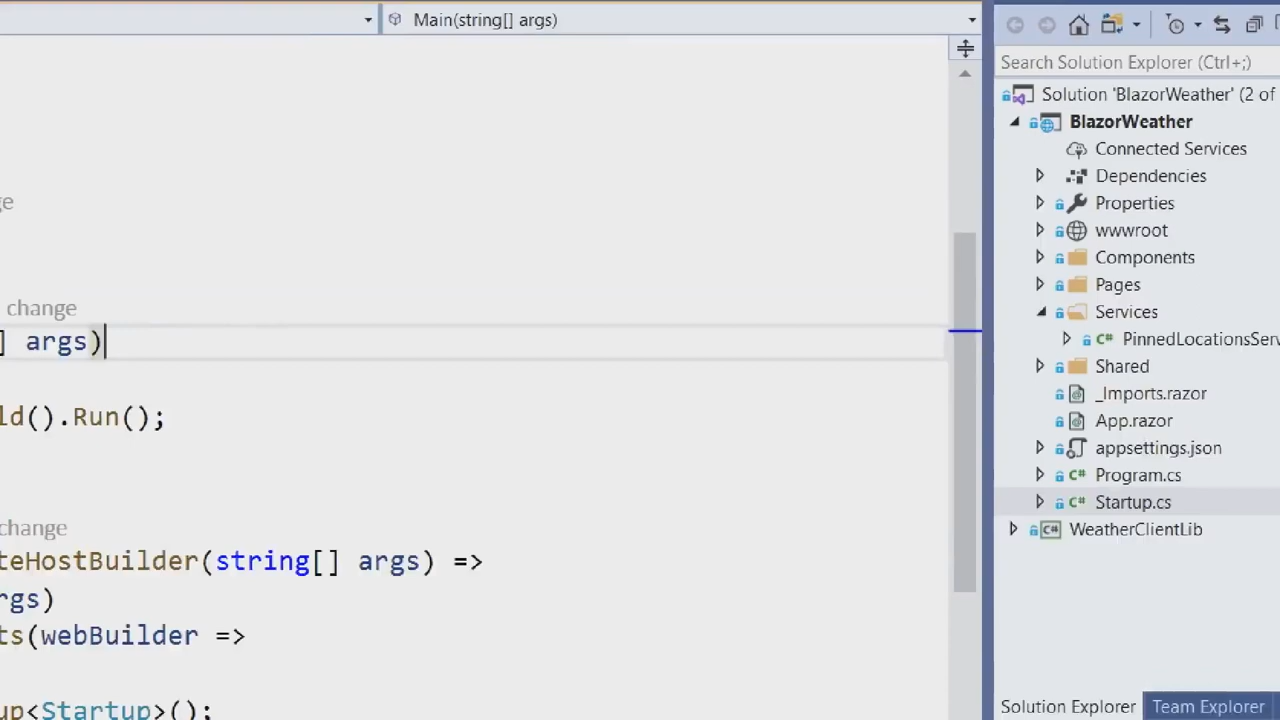 Main(string[] args)
ge
change
] args)
ld().Run();
change
teHostBuilder(string[] args) =>
rgs)
ts(webBuilder =>
up<Startup>();
Search Solution Explorer (Ctrl+;)
Solution 'BlazorWeather' (2 of
BlazorWeather
Connected Services
Dependencies
Properties
wwwroot
Components
Pages
Services
C# PinnedLocationsServ
Shared
_Imports.razor
App.razor
appsettings.json
C# Program.cs
C# Startup.cs
C# WeatherClientLib
Solution Explorer Team Explorer